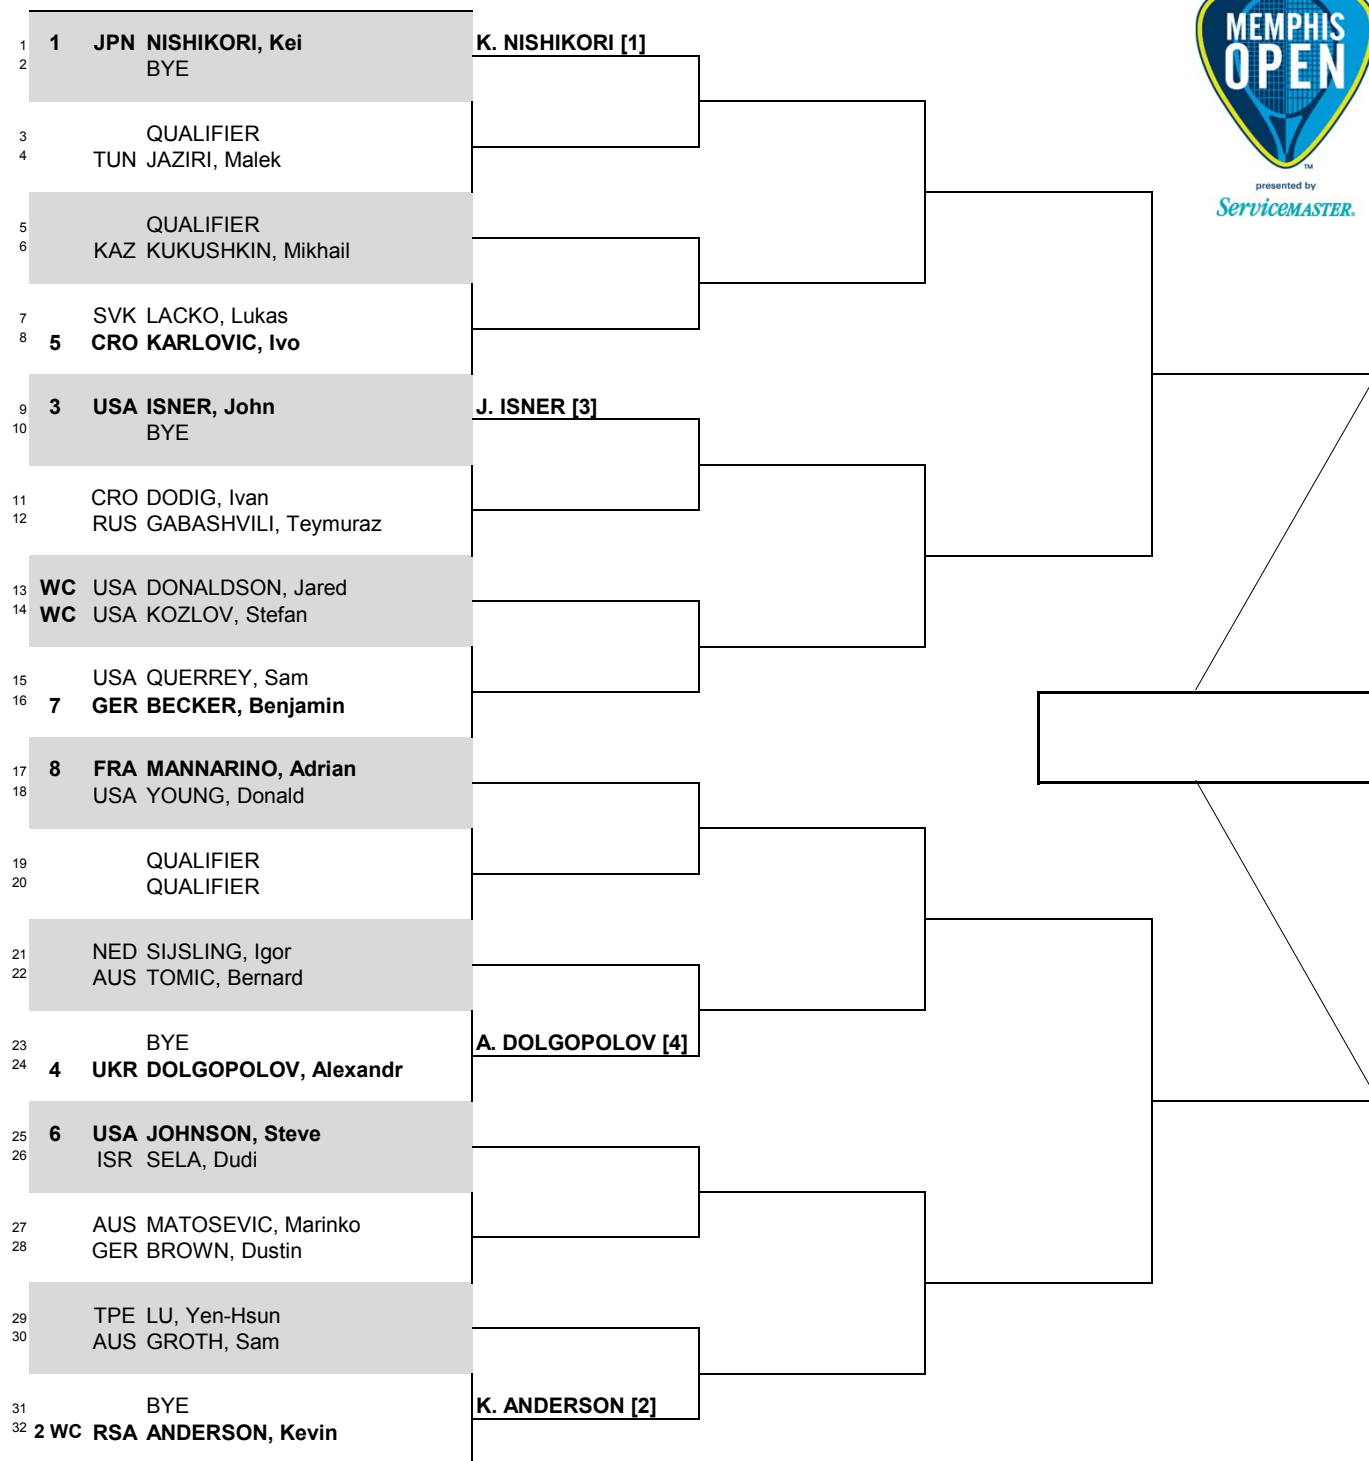 MEMPHIS
OPEN
TM
presented by
ServiceMASTER.
1 1 JPN NISHIKORI, Kei K. NISHIKORI [1]
2 BYE
3 QUALIFIER
4 TUN JAZIRI, Malek
5 QUALIFIER
6 KAZ KUKUSHKIN, Mikhail
7 SVK LACKO, Lukas
8 5 CRO KARLOVIC, Ivo
9 3 USA ISNER, John J. ISNER [3]
10 BYE
11 CRO DODIG, Ivan
12 RUS GABASHVILI, Teymuraz
13 WC USA DONALDSON, Jared
14 WC USA KOZLOV, Stefan
15 USA QUERREY, Sam
16 7 GER BECKER, Benjamin
17 8 FRA MANNARINO, Adrian
18 USA YOUNG, Donald
19 QUALIFIER
20 QUALIFIER
21 NED SIJSLING, Igor
22 AUS TOMIC, Bernard
23 BYE A. DOLGOPOLOV [4]
24 4 UKR DOLGOPOLOV, Alexandr
25 6 USA JOHNSON, Steve
26 ISR SELA, Dudi
27 AUS MATOSEVIC, Marinko
28 GER BROWN, Dustin
29 TPE LU, Yen-Hsun
30 AUS GROTH, Sam
31 BYE K. ANDERSON [2]
32 2 WC RSA ANDERSON, Kevin